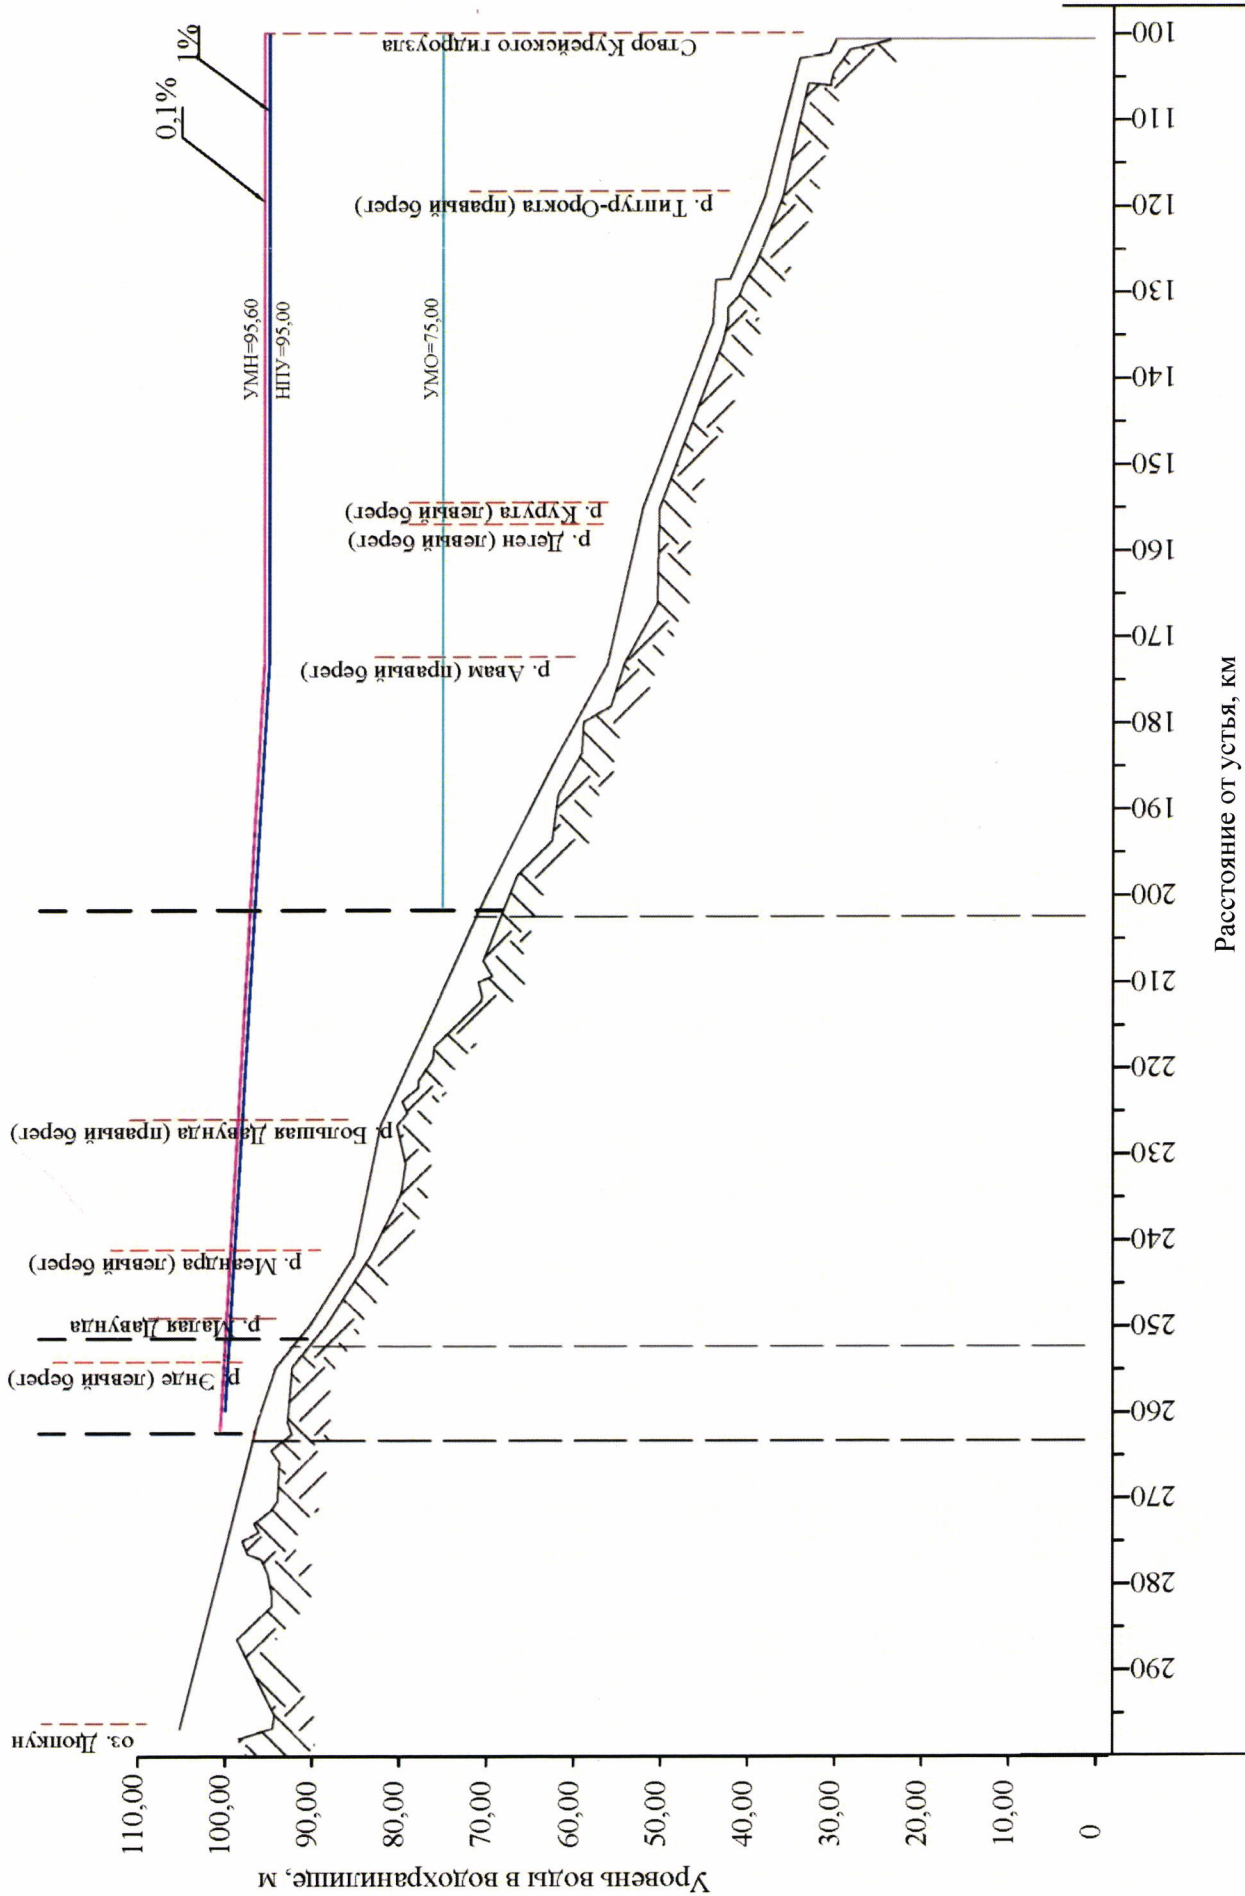 Уровень воды в водохранилище, м
110,00
100,00
90,00
80,00
70,00
60,00
50,00
40,00
30,00
20,00
10,00
0
оз. Дюпкун
р. Энде (левый берег)
р. Малая Давунда
р. Меандра (левый берег)
р. Большая Давунда (правый берег)
р. Авам (правый берег)
р. Деген (левый берег)
р. Курута (левый берег)
р. Типтур-Орокта (правый берег)
Створ Курейского гидроузла
УМН=95,60
НПУ=95,00
УМО=75,00
0,1%
1%
290
280
270
260
250
240
230
220
210
200
190
180
170
160
150
140
130
120
110
100
Расстояние от устья, км